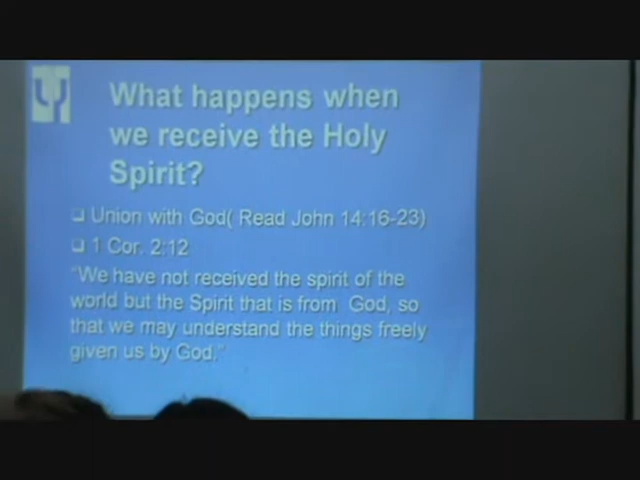 What happens when
we receive the Holy
Spirit?
❑ Union with God( Read John 14:16-23)
❑ 1 Cor. 2:12
"We have not received the spirit of the
world but the Spirit that is from God, so
that we may understand the things freely
given us by God."